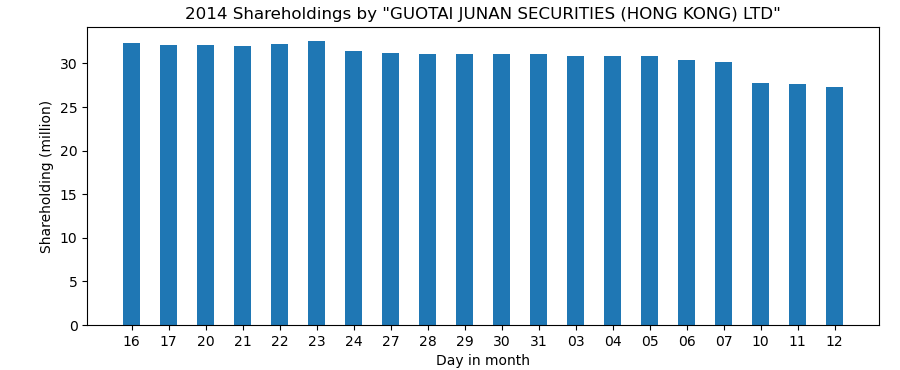 2014 Shareholdings by "GUOTAI JUNAN SECURITIES (HONG KONG) LTD"
Shareholding (million)
30
25
20
15
10
5
0
16 17 20 21 22 23 24 27 28 29 30 31 03 04 05 06 07 10 11 12
Day in month